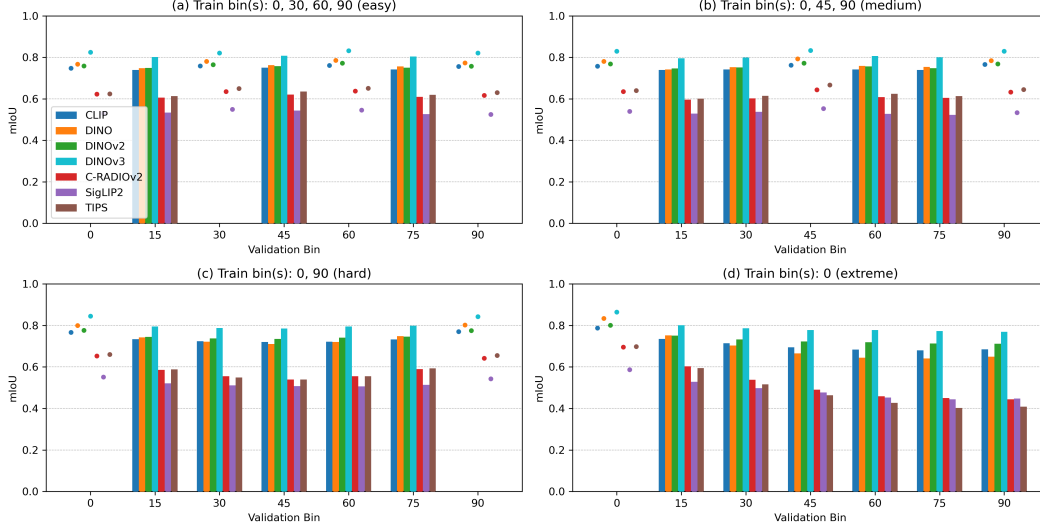 (a) Train bin(s): 0, 30, 60, 90 (easy)
1.0
0.8
0.6
0.4
0.2
0.0
mIoU
CLIP
DINO
DINOv2
DINOv3
C-RADIOv2
SigLIP2
TIPS
0 15 30 45 60 75 90
Validation Bin
(b) Train bin(s): 0, 45, 90 (medium)
1.0
0.8
0.6
0.4
0.2
0.0
mIoU
0 15 30 45 60 75 90
Validation Bin
(c) Train bin(s): 0, 90 (hard)
1.0
0.8
0.6
0.4
0.2
0.0
mIoU
0 15 30 45 60 75 90
Validation Bin
(d) Train bin(s): 0 (extreme)
1.0
0.8
0.6
0.4
0.2
0.0
mIoU
0 15 30 45 60 75 90
Validation Bin